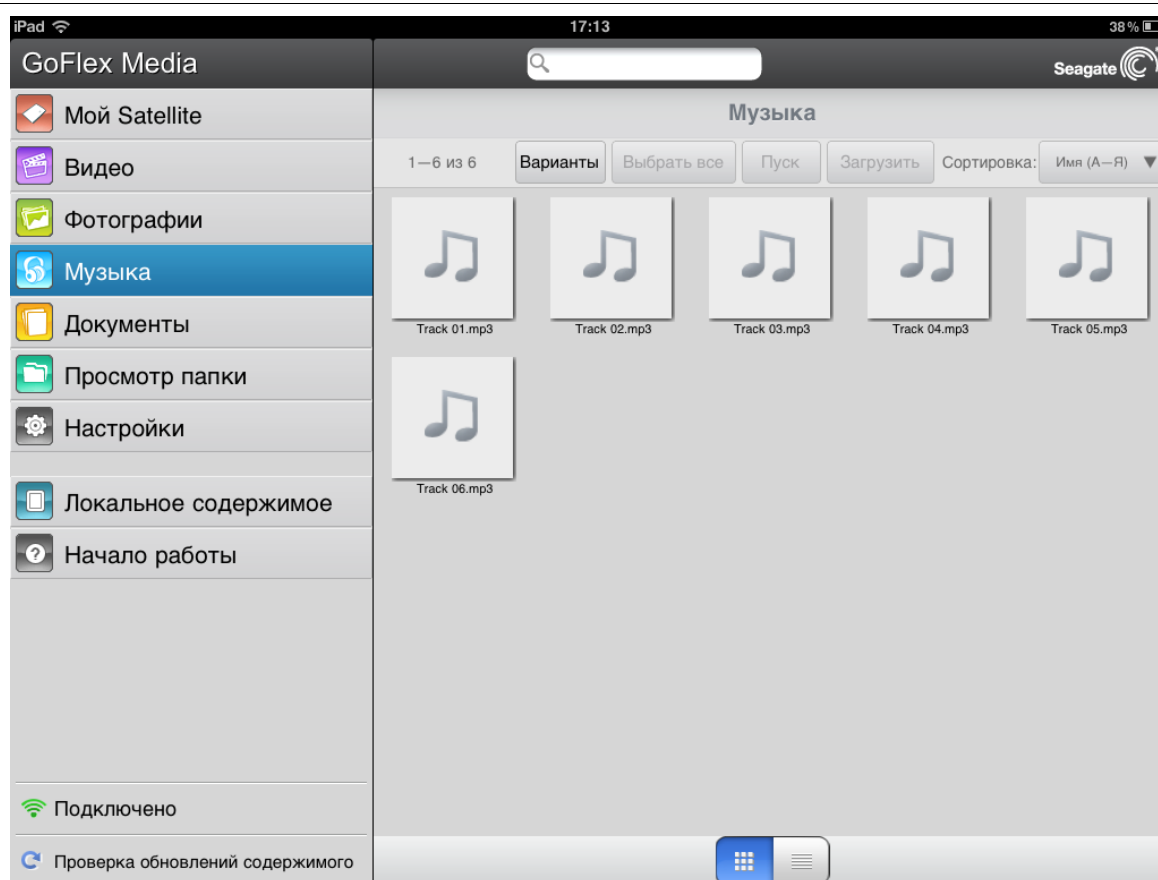 iPad 17:13 38%
GoFlex Media
Seagate
Мой Satellite
Видео
Фотографии
Музыка
Документы
Просмотр папки
Настройки
Локальное содержимое
Начало работы
Подключено
Проверка обновлений содержимого
Музыка
1—6 из 6 Варианты Выбрать все Пуск Загрузить Сортировка: Имя (А—Я)
Track 01.mp3 Track 02.mp3 Track 03.mp3 Track 04.mp3 Track 05.mp3
Track 06.mp3